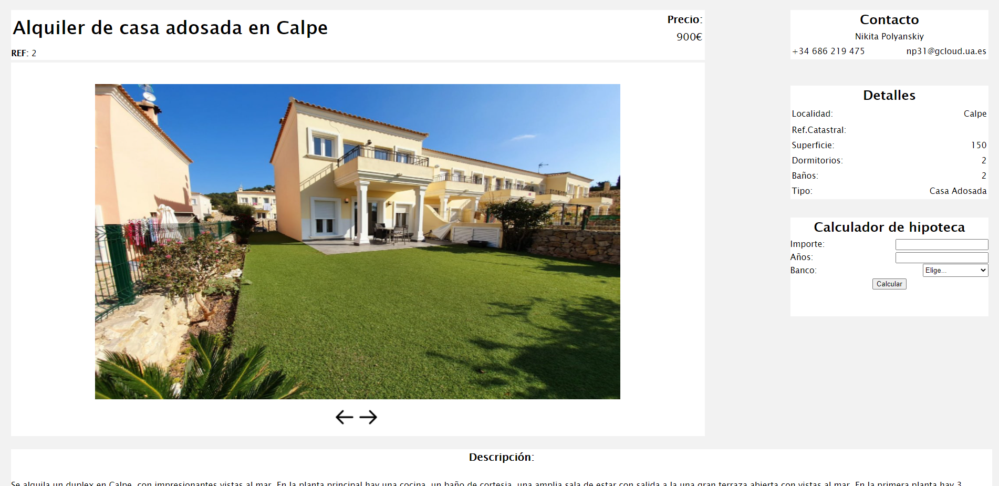 Alquiler de casa adosada en Calpe
Precio:
900€
REF: 2
Contacto
Nikita Polyanskiy
+34 686 219 475 np31@gcloud.ua.es
Detalles
Localidad: Calpe
Ref.Catastral:
Superficie: 150
Dormitorios: 2
Baños: 2
Tipo: Casa Adosada
Calculador de hipoteca
Importe:
Años:
Banco: Elige...
Calcular
Descripción:
Se alquila un duplex en Calpe, con impresionantes vistas al mar. En la planta principal hay una cocina, un baño de cortesia, una amplia sala de estar con salida a la una gran terraza abierta con vistas al mar. En la primera planta hay 3